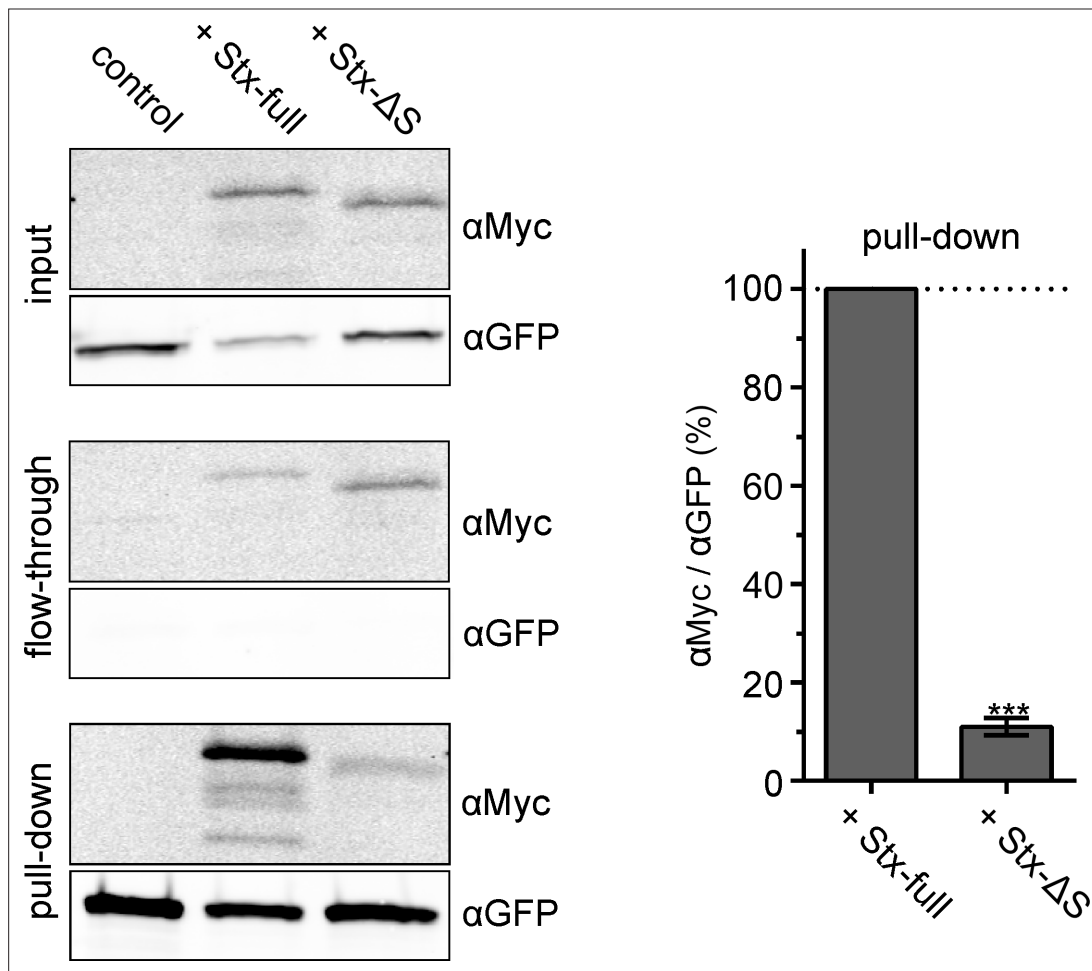 control
+ Stx-full
+ Stx-ΔS
input
αMyc
αGFP
flow-through
αMyc
αGFP
pull-down
αMyc
αGFP
pull-down
αMyc / αGFP (%)
100
80
60
40
20
0
***
+ Stx-full
+ Stx-ΔS